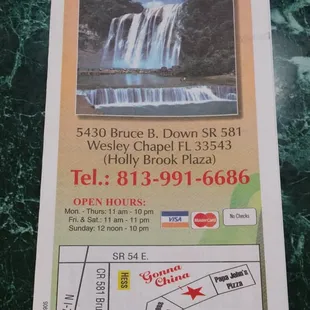 5430 Bruce B. Down SR 581
Wesley Chapel FL 33543
(Holly Brook Plaza)
Tel.: 813-991-6686
OPEN HOURS:
Mon. - Thurs.: 11 am - 10 pm
Fri. & Sat.: 11 am - 11 pm
Sunday: 12 noon - 10 pm
VISA
MasterCard
No Checks
SR 54 E.
CR 581 Bru
HESS
Gonna China
Papa John's
Pizza